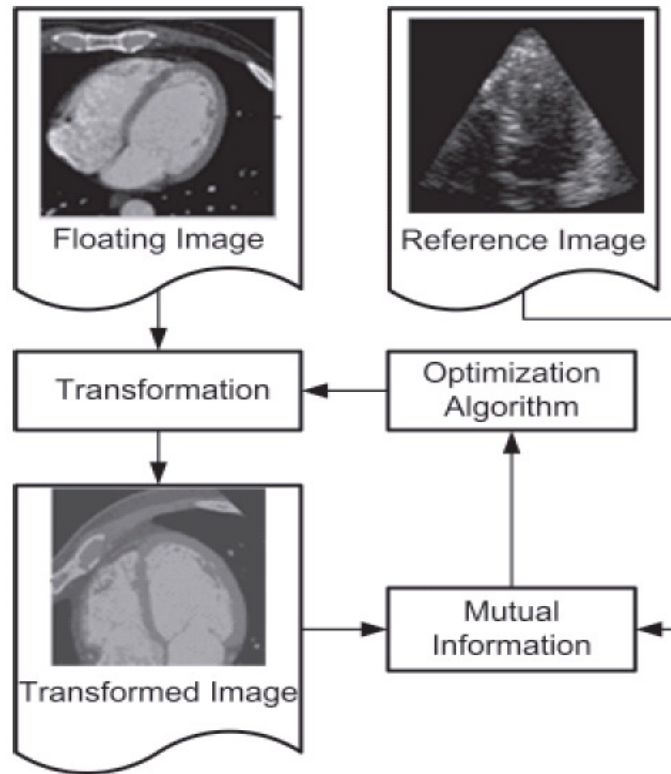 Floating Image
Reference Image
Transformation
Optimization
Algorithm
Transformed Image
Mutual
Information